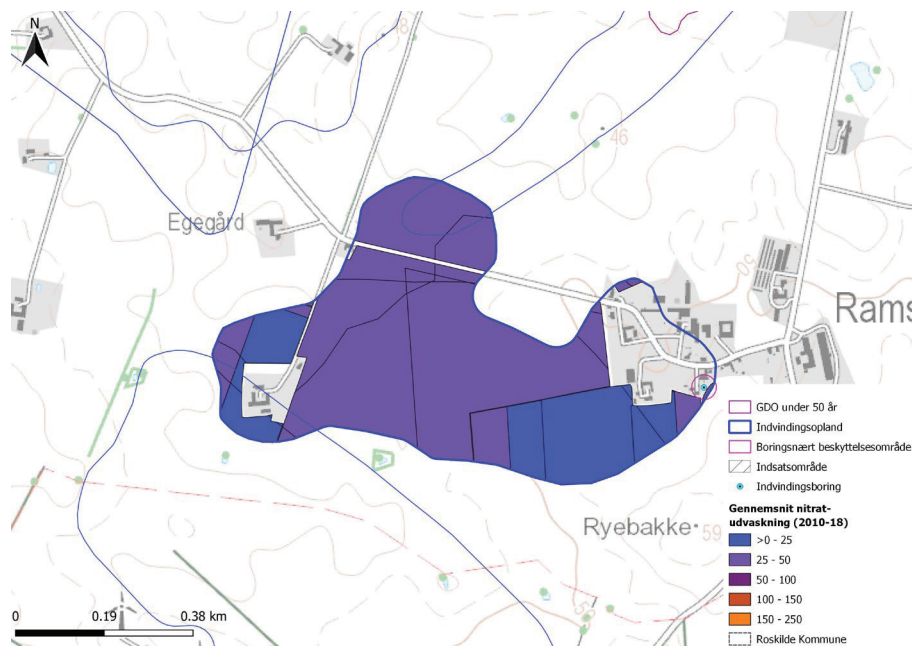 N
48
46
Egegård
50
Rams
GDO under 50 år
Indvindingsopland
Boringsnært beskyttelsesområde
Indsatsområde
Indvindingsboring
Gennemsnit nitrat-
udvaskning (2010-18)
>0 - 25
25 - 50
50 - 100
100 - 150
150 - 250
Roskilde Kommune
Ryebakke
59
50
0 0.19 0.38 km